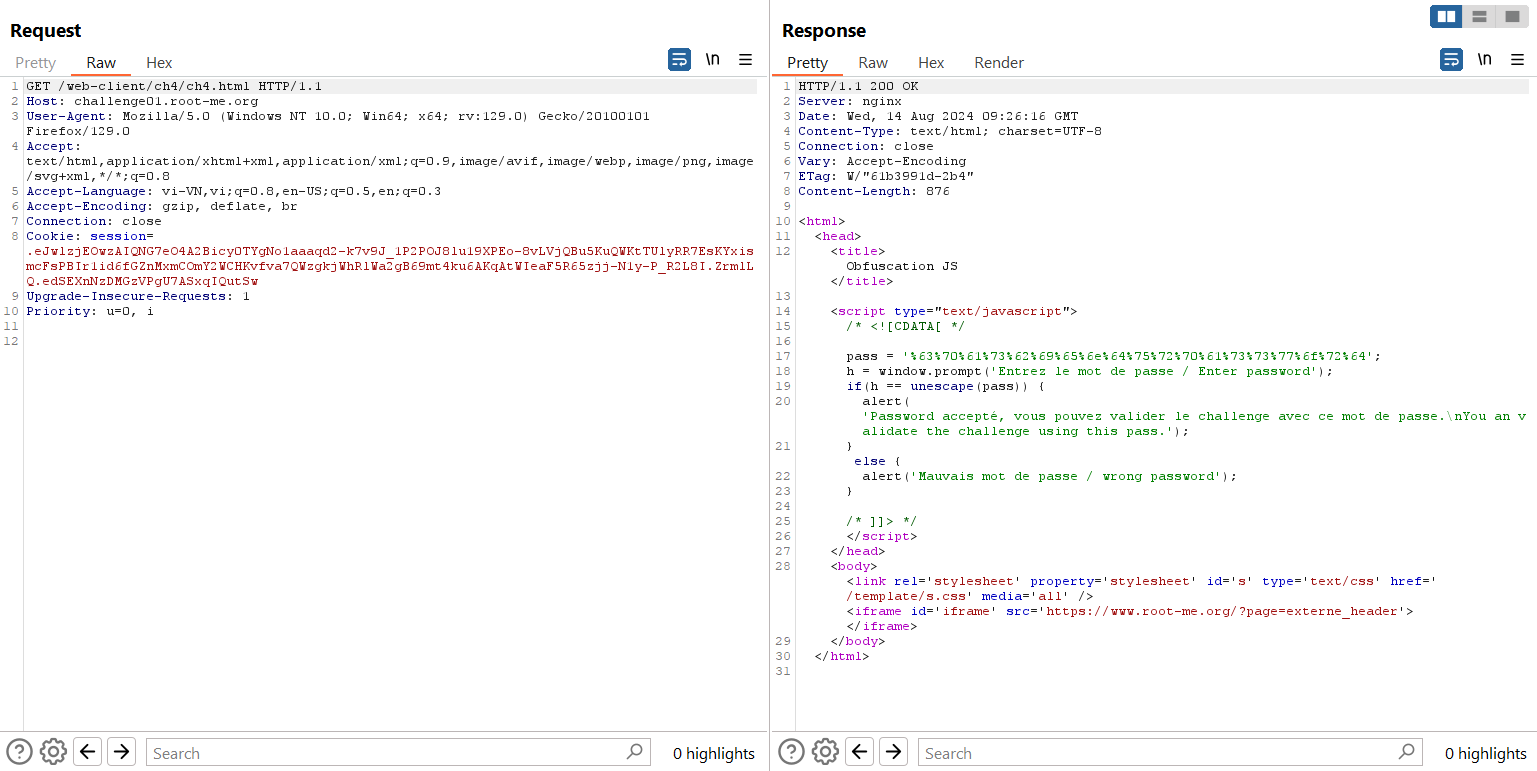 Request
Pretty Raw Hex
\n
1 GET /web-client/ch4/ch4.html HTTP/1.1
2 Host: challenge01.root-me.org
3 User-Agent: Mozilla/5.0 (Windows NT 10.0; Win64; x64; rv:129.0) Gecko/20100101
Firefox/129.0
4 Accept:
text/html,application/xhtml+xml,application/xml;q=0.9,image/avif,image/webp,image/png,image
/svg+xml,*/*;q=0.8
5 Accept-Language: vi-VN,vi;q=0.8,en-US;q=0.5,en;q=0.3
6 Accept-Encoding: gzip, deflate, br
7 Connection: close
8 Cookie: session=
9 Upgrade-Insecure-Requests: 1
10 Priority: u=0, i
11
12
Search
0 highlights
Response
Pretty Raw Hex Render
\n
1 HTTP/1.1 200 OK
2 Server: nginx
3 Date: Wed, 14 Aug 2024 09:26:16 GMT
4 Content-Type: text/html; charset=UTF-8
5 Connection: close
6 Vary: Accept-Encoding
7 ETag: W/"61b3991d-2b4"
8 Content-Length: 876
9
10 <html>
11 <head>
12 <title>
Obfuscation JS
</title>
13
14 <script type="text/javascript">
15 /* <![CDATA[ */
16
17 pass = '%63%70%61%73%62%69%65%6e%64%75%72%70%61%73%73%77%6f%72%64';
18 h = window.prompt('Entrez le mot de passe / Enter password');
19 if(h == unescape(pass)) {
20 alert(
'Password accepté, vous pouvez valider le challenge avec ce mot de passe.\nYou an v
alidate the challenge using this pass.');
21 }
else {
22 alert('Mauvais mot de passe / wrong password');
23 }
24
25 /* ]]> */
26 </script>
27 </head>
28 <body>
<link rel='stylesheet' property='stylesheet' id='s' type='text/css' href='
/template/s.css' media='all' />
<iframe id='iframe' src='https://www.root-me.org/?page=externe_header'>
</iframe>
29 </body>
30 </html>
31
Search
0 highlights